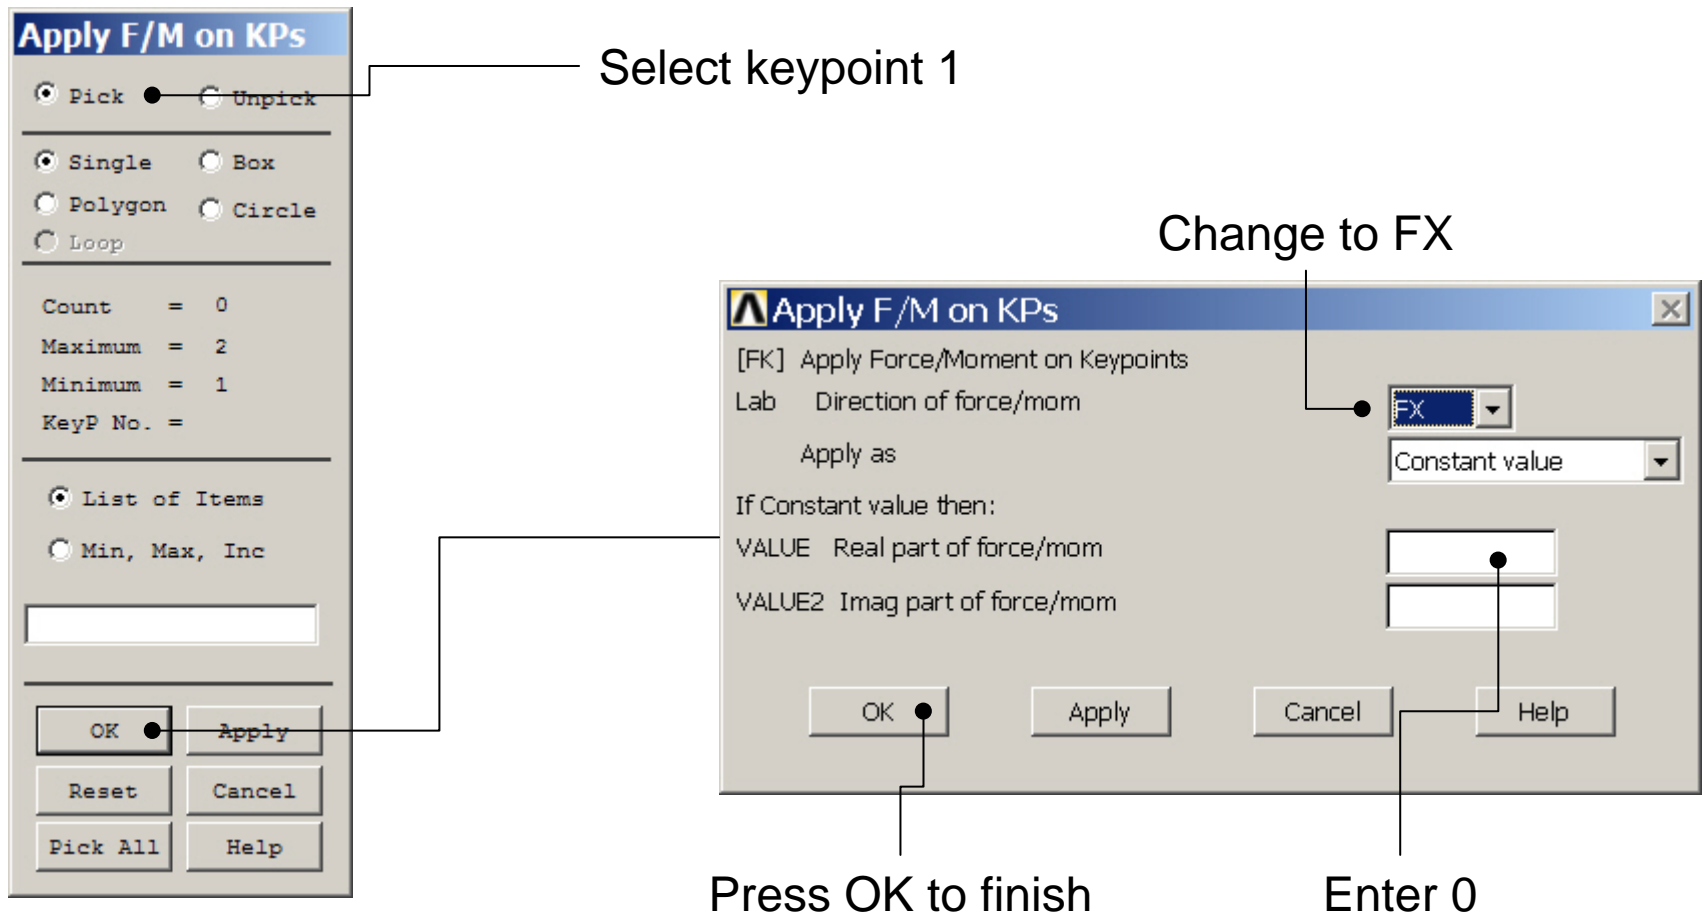 Apply F/M on KPs
Select keypoint 1
Pick Unpick
Single Box
Polygon Circle
Loop
Count = 0
Maximum = 2
Minimum = 1
KeyP No. =
List of Items
Min, Max, Inc
OK Apply
Reset Cancel
Pick All Help
Change to FX
Apply F/M on KPs
[FK] Apply Force/Moment on Keypoints
Lab Direction of force/mom FX
Apply as Constant value
If Constant value then:
VALUE Real part of force/mom
VALUE2 Imag part of force/mom
OK Apply Cancel Help
Press OK to finish
Enter 0